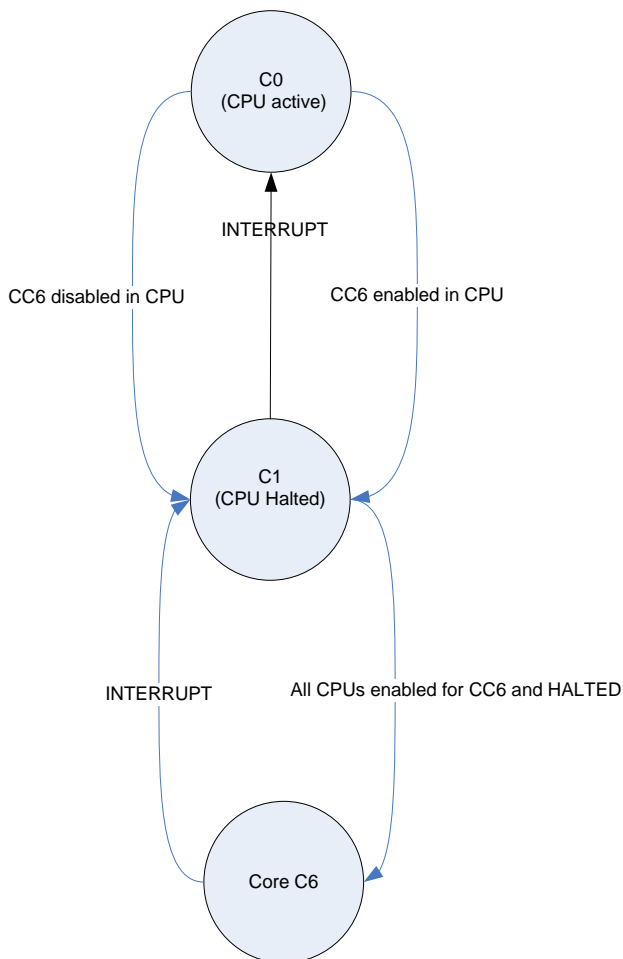 C0
(CPU active)
INTERRUPT
CC6 disabled in CPU
CC6 enabled in CPU
C1
(CPU Halted)
INTERRUPT
All CPUs enabled for CC6 and HALTED
Core C6